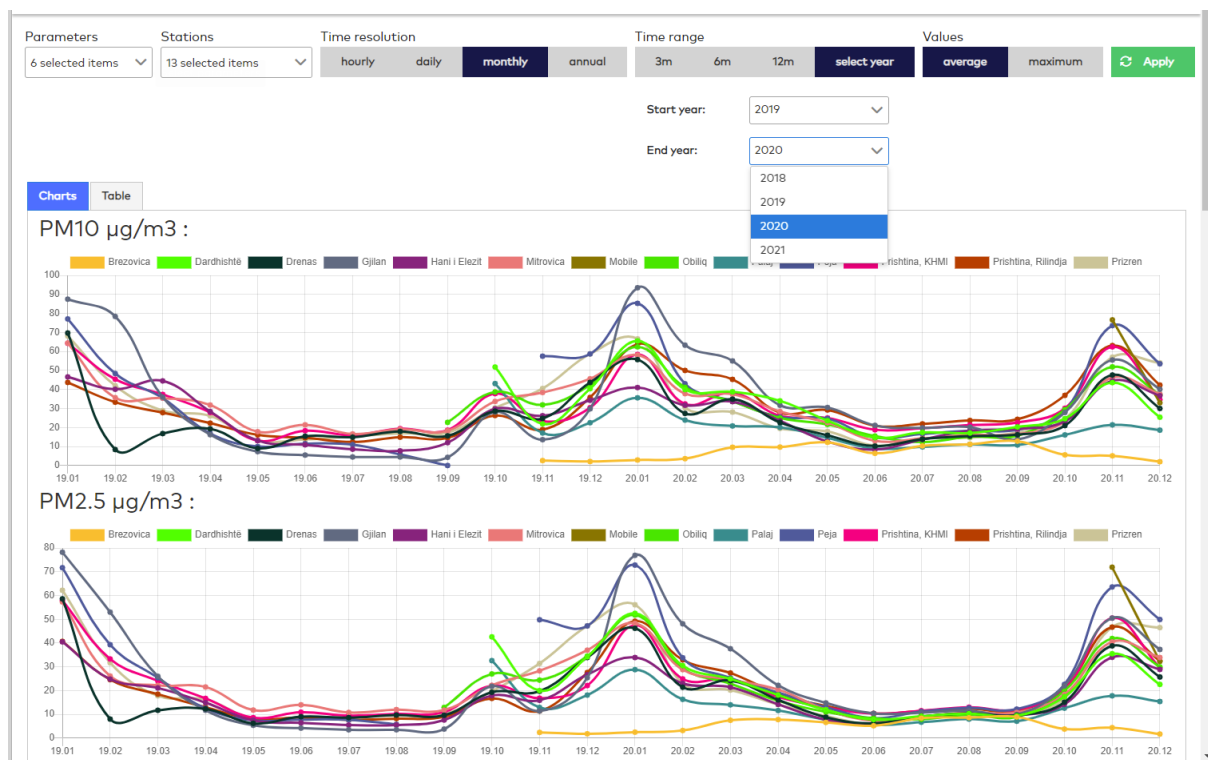 Parameters Stations Time resolution Time range Values
6 selected items 13 selected items hourly daily monthly annual 3m 6m 12m select year average maximum Apply
Start year: 2019
End year: 2020
2018
2019
2020
2021
Charts Table
PM10 µg/m3 :
Brezovica Dardhishtë Drenas Gjilan Hani i Elezit Mitrovica Mobile Obiliq Palaj Peja Prishtina, KHMI Prishtina, Rilindja Prizren
100
90
80
70
60
50
40
30
20
10
0
19.01 19.02 19.03 19.04 19.05 19.06 19.07 19.08 19.09 19.10 19.11 19.12 20.01 20.02 20.03 20.04 20.05 20.06 20.07 20.08 20.09 20.10 20.11 20.12
PM2.5 µg/m3 :
Brezovica Dardhishtë Drenas Gjilan Hani i Elezit Mitrovica Mobile Obiliq Palaj Peja Prishtina, KHMI Prishtina, Rilindja Prizren
80
70
60
50
40
30
20
10
0
19.01 19.02 19.03 19.04 19.05 19.06 19.07 19.08 19.09 19.10 19.11 19.12 20.01 20.02 20.03 20.04 20.05 20.06 20.07 20.08 20.09 20.10 20.11 20.12